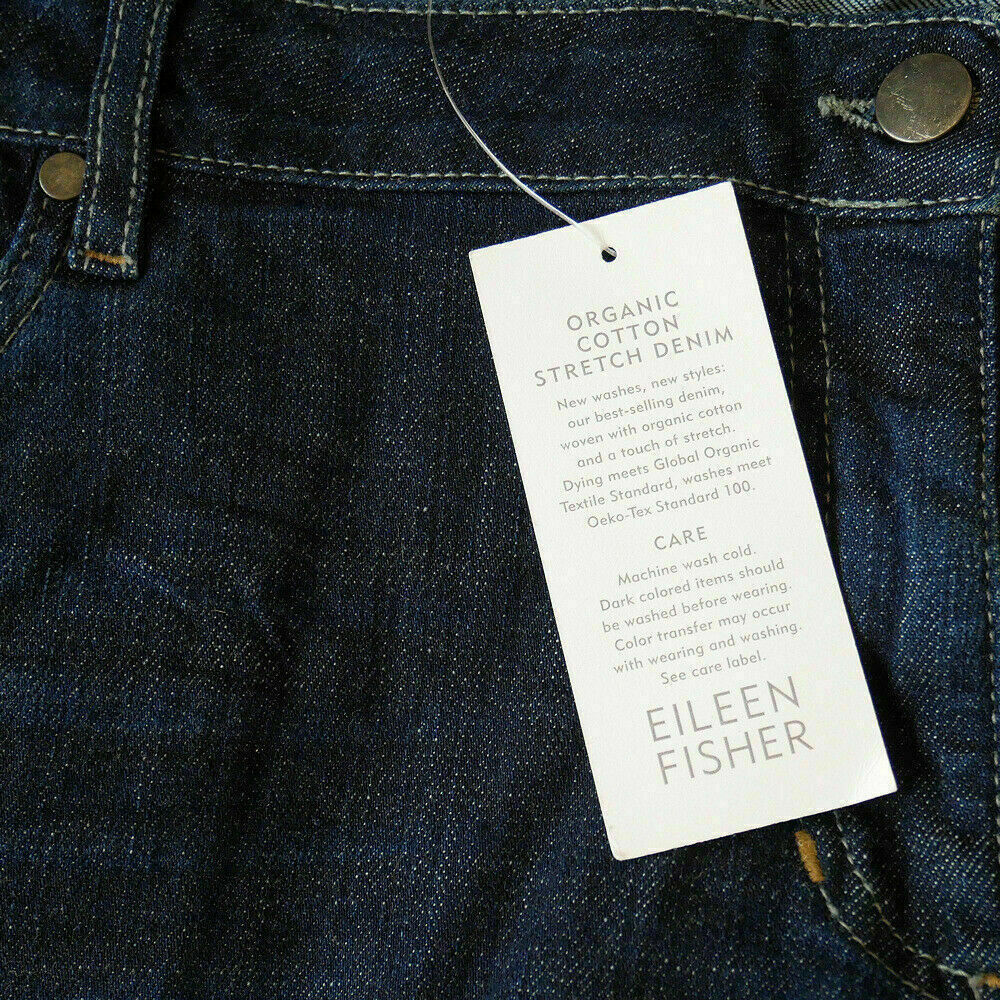 ORGANIC
COTTON
STRETCH DENIM
New washes, new styles:
our best-selling denim,
woven with organic cotton
and a touch of stretch.
Dying meets Global Organic
Textile Standard, washes meet
Oeko-Tex Standard 100.
CARE
Machine wash cold.
Dark colored items should
be washed before wearing.
Color transfer may occur
with wearing and washing.
See care label.
EILEEN
FISHER